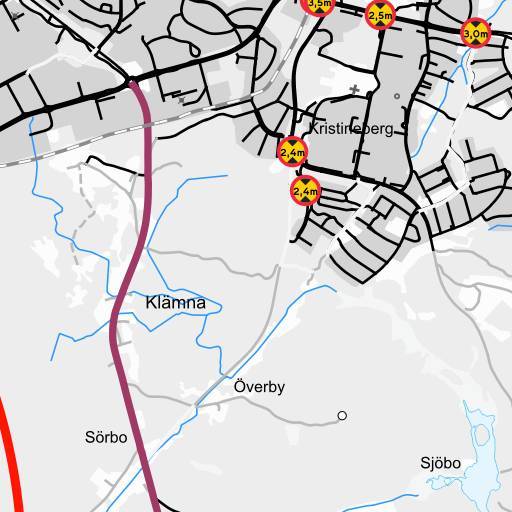 3,5m
2,5m
3,0m
Kristineberg
2,4m
2,4m
Klämna
Överby
Sörbo
Sjöbo